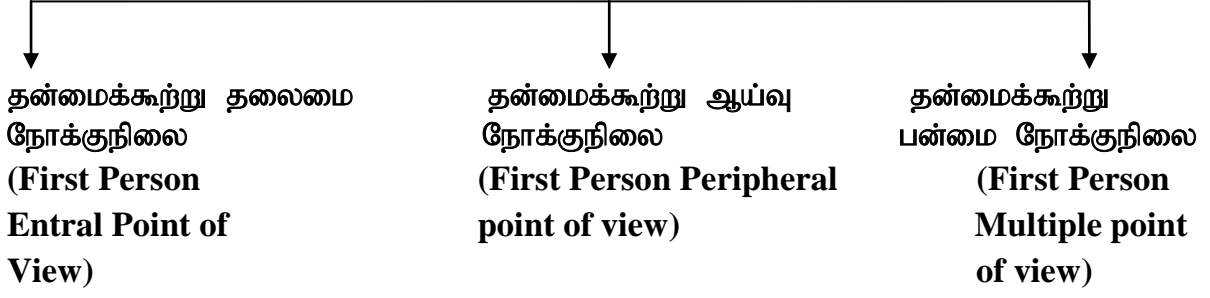 தன்மைக்கூற்று தலைமை
நோக்குநிலை
(First Person
Entral Point of
View)
தன்மைக்கூற்று ஆய்வு
நோக்குநிலை
(First Person Peripheral
point of view)
தன்மைக்கூற்று
பன்மை நோக்குநிலை
(First Person
Multiple point
of view)